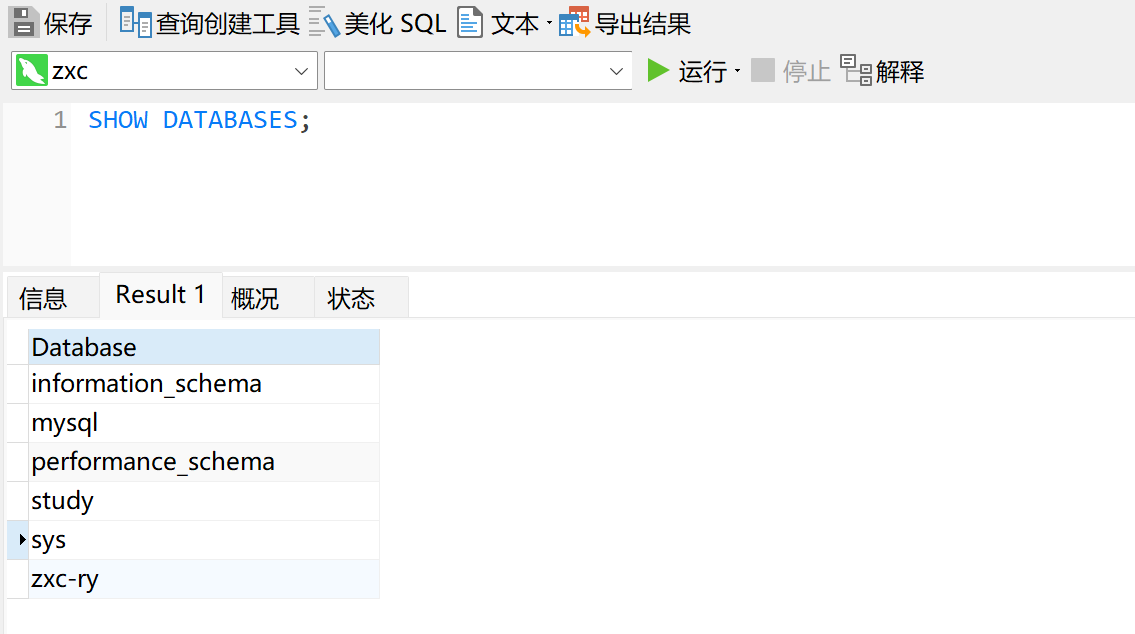 保存 查询创建工具 美化 SQL 文本 导出结果
zxc 运行 停止 解释
1 SHOW DATABASES;
信息 Result 1 概况 状态
Database
information_schema
mysql
performance_schema
study
sys
zxc-ry